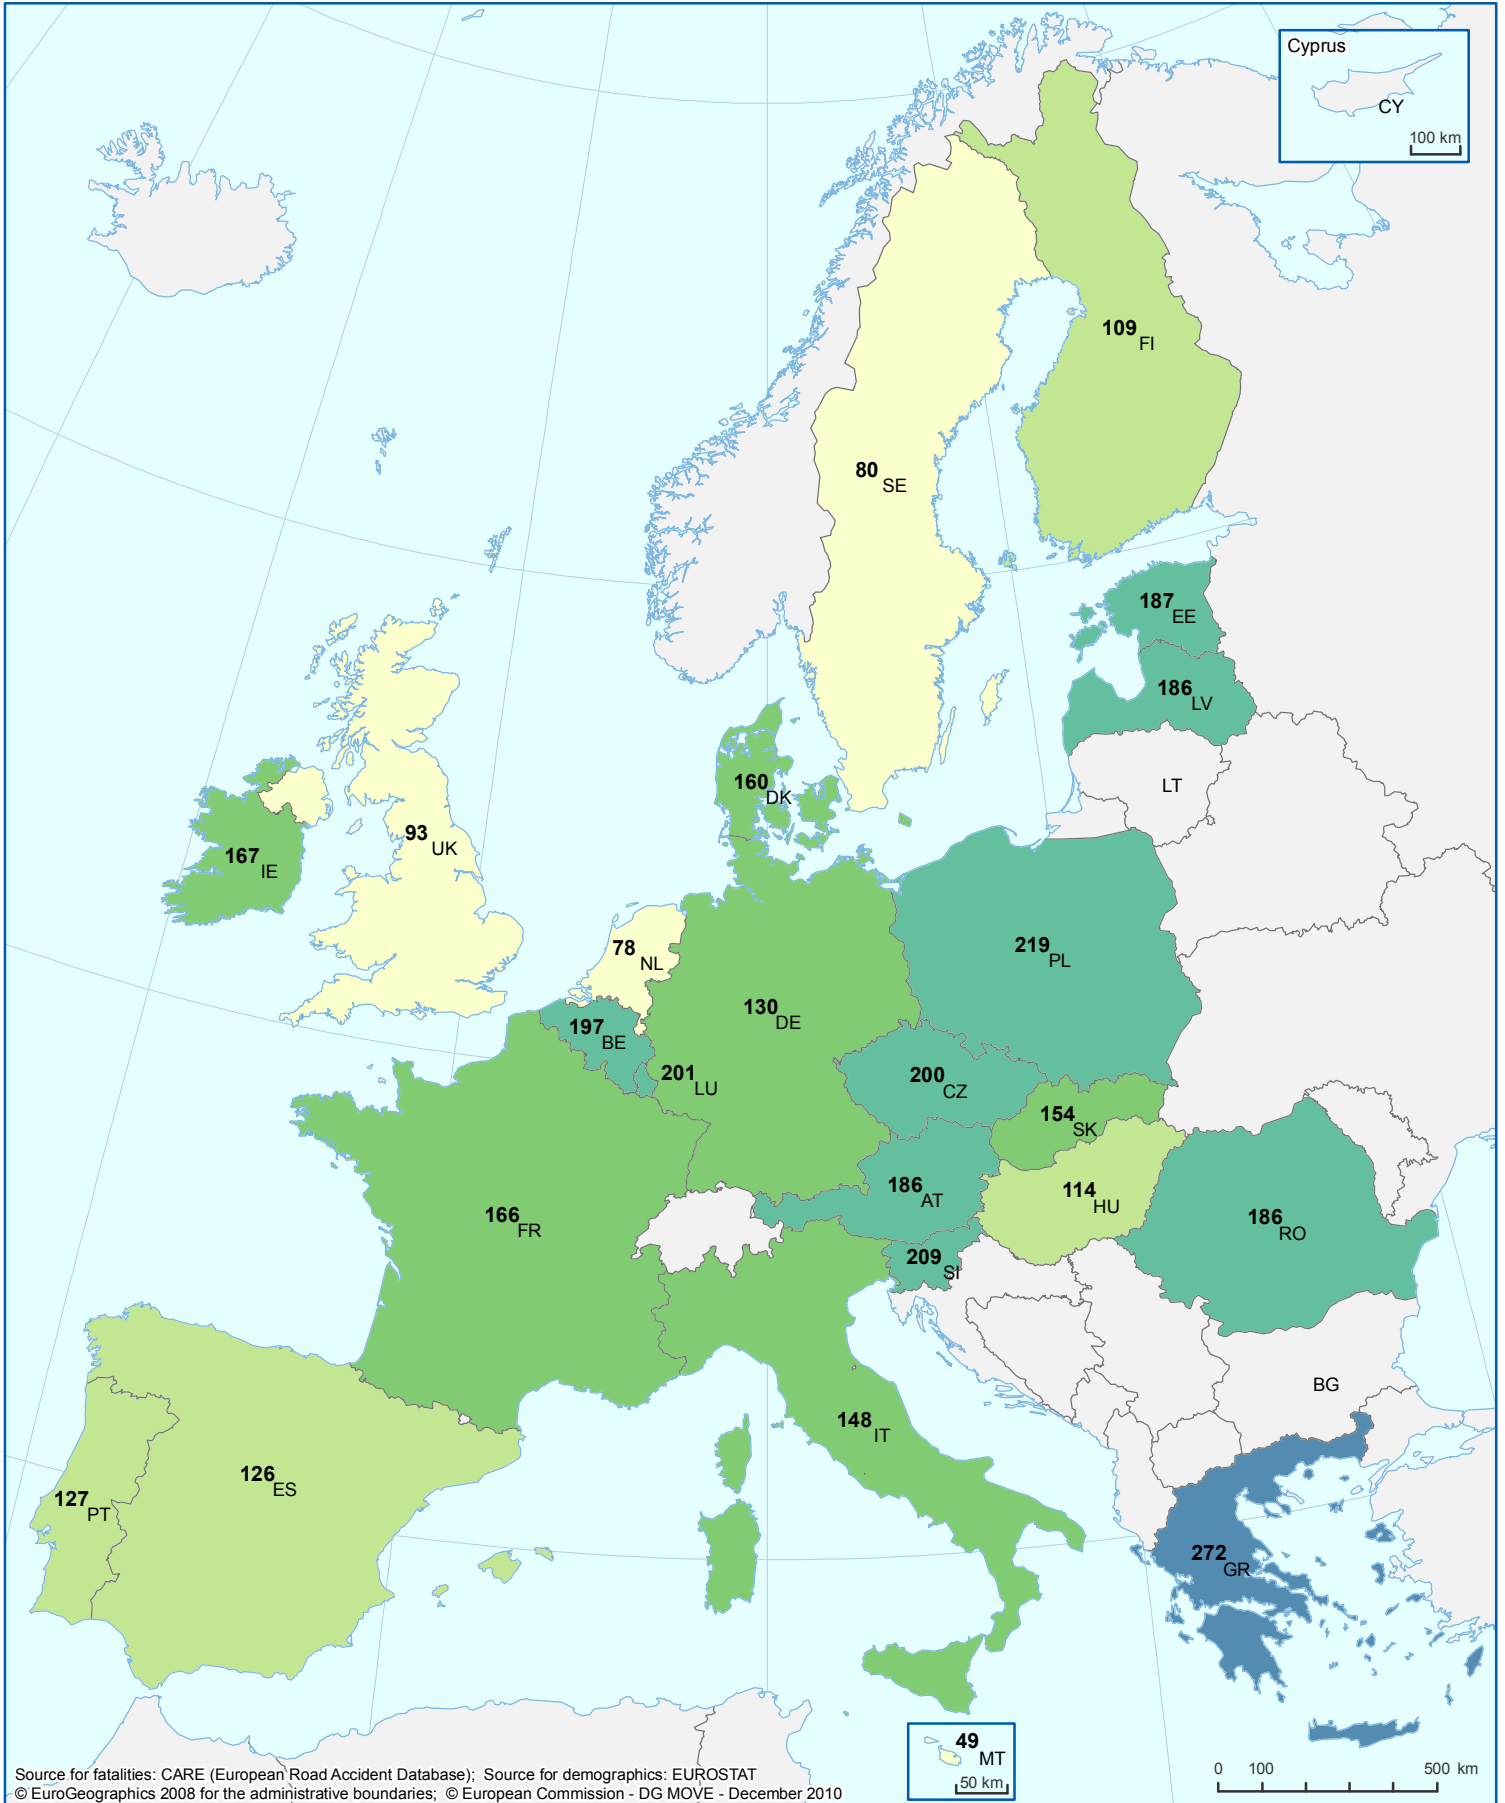 Cyprus
CY
100 km
109 FI
80 SE
187 EE
186 LV
LT
160 DK
93 UK
167 IE
78 NL
219 PL
130 DE
197 BE
201 LU
200 CZ
154 SK
186 AT
114 HU
166 FR
186 RO
209 SI
BG
148 IT
126 ES
127 PT
272 GR
49 MT
50 km
0 100 500 km
Source for fatalities: CARE (European Road Accident Database); Source for demographics: EUROSTAT
© EuroGeographics 2008 for the administrative boundaries; © European Commission - DG MOVE - December 2010